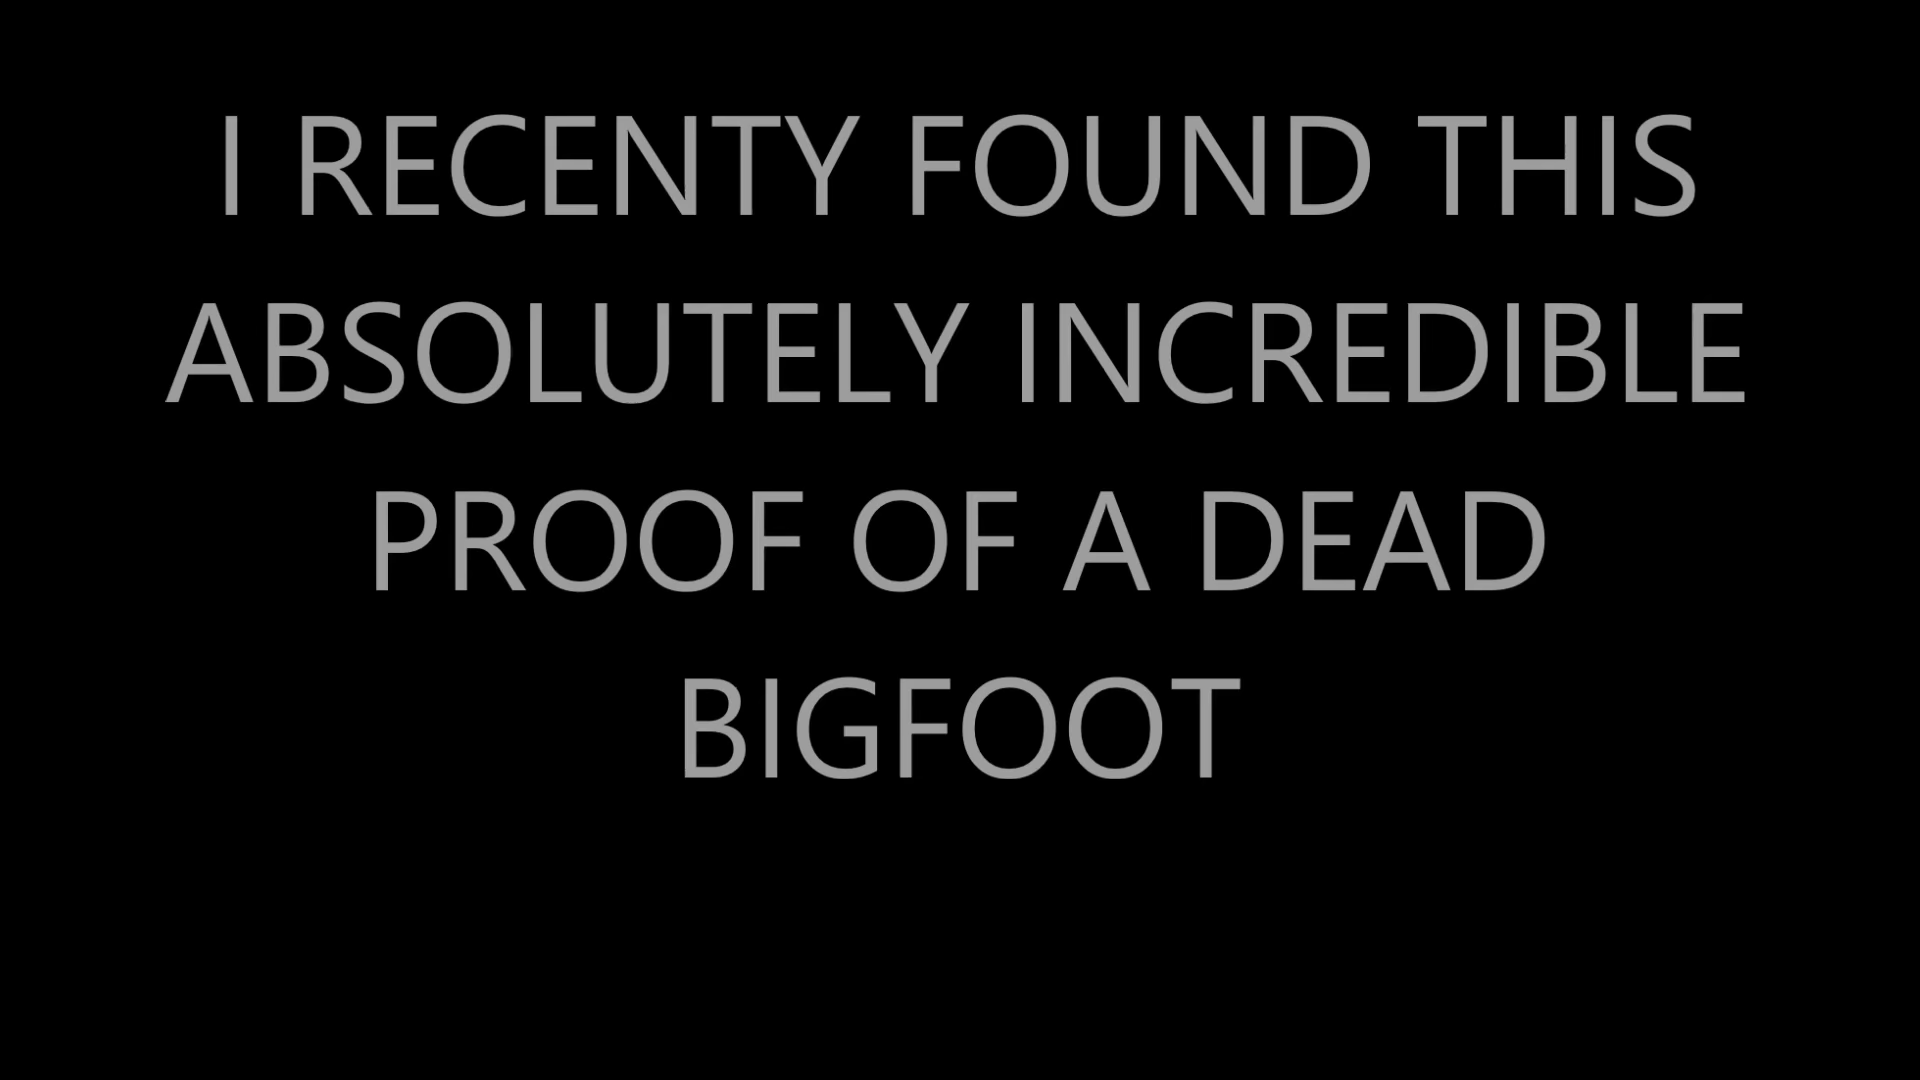 I RECENTY FOUND THIS
ABSOLUTELY INCREDIBLE
PROOF OF A DEAD
BIGFOOT